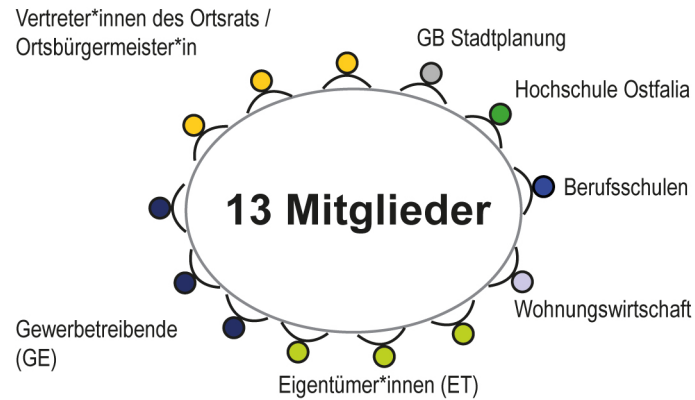 Vertreter*innen des Ortsrats /
Ortsbürgermeister*in
GB Stadtplanung
Hochschule Ostfalia
Berufsschulen
13 Mitglieder
Wohnungswirtschaft
Gewerbetreibende
(GE)
Eigentümer*innen (ET)